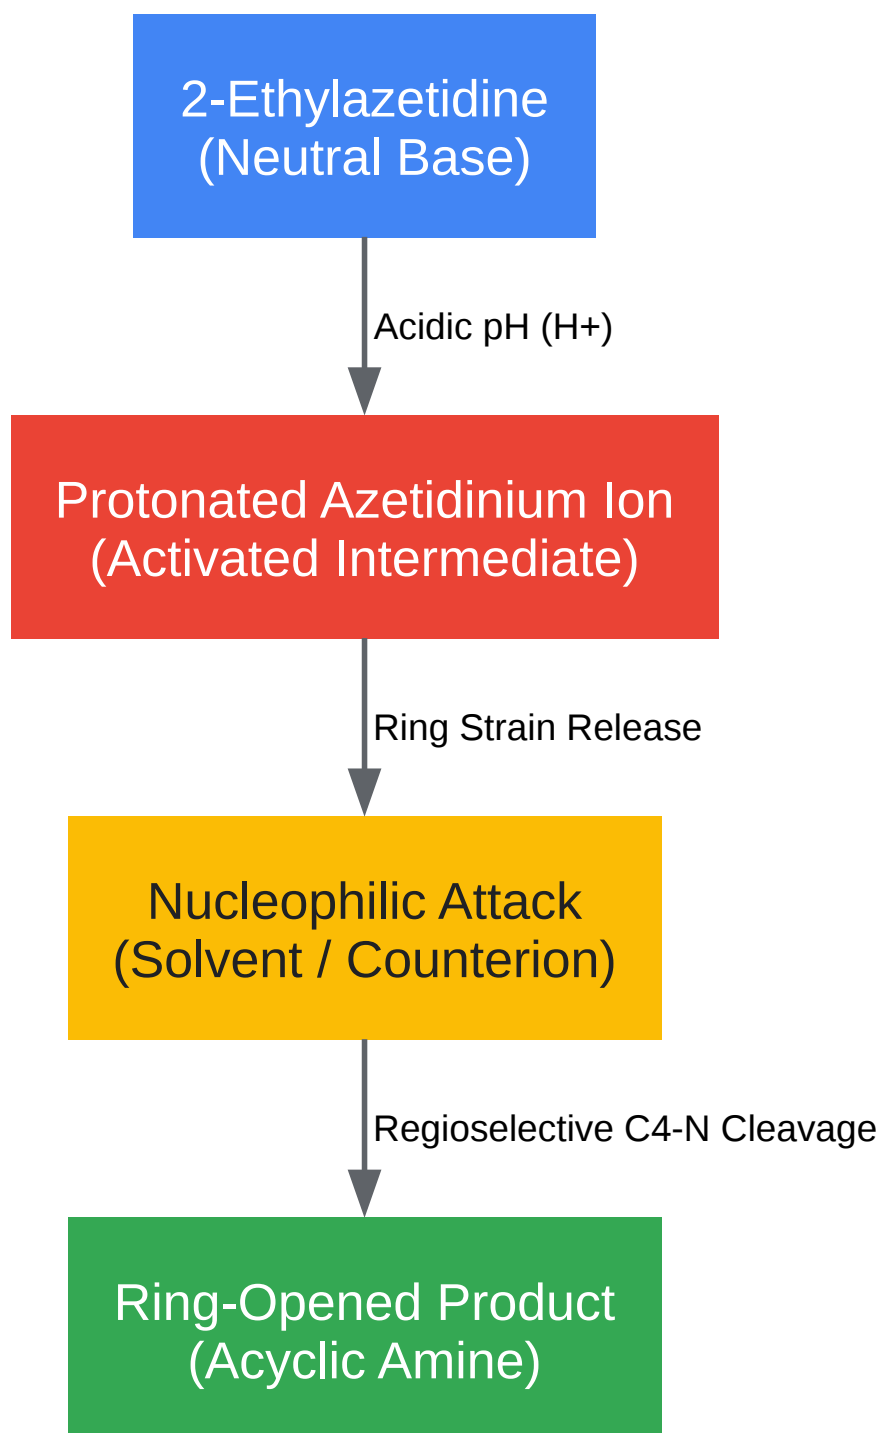 2-Ethylazetidine
(Neutral Base)
Acidic pH (H+)
Protonated Azetidinium Ion
(Activated Intermediate)
Ring Strain Release
Nucleophilic Attack
(Solvent / Counterion)
Regioselective C4-N Cleavage
Ring-Opened Product
(Acyclic Amine)